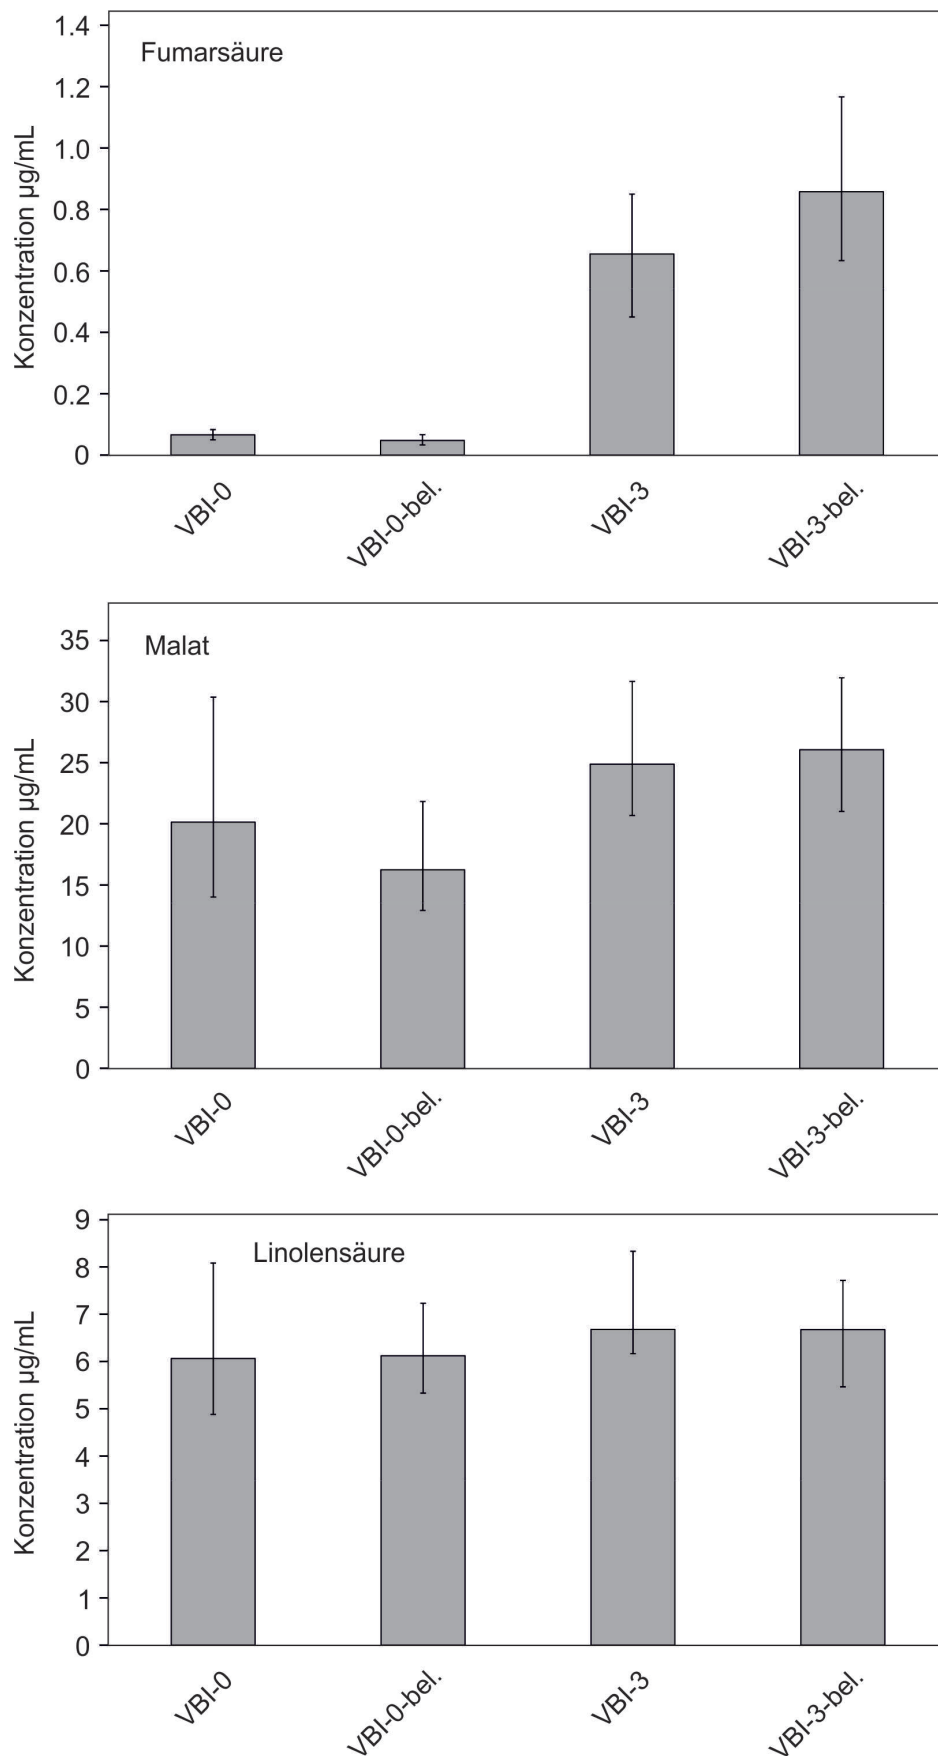 Fumarsäure
Konzentration µg/mL
1.4
1.2
1.0
0.8
0.6
0.4
0.2
0
VBI-0
VBI-0-bel.
VBI-3
VBI-3-bel.
Malat
Konzentration µg/mL
35
30
25
20
15
10
5
0
VBI-0
VBI-0-bel.
VBI-3
VBI-3-bel.
Linolensäure
Konzentration µg/mL
9
8
7
6
5
4
3
2
1
0
VBI-0
VBI-0-bel.
VBI-3
VBI-3-bel.